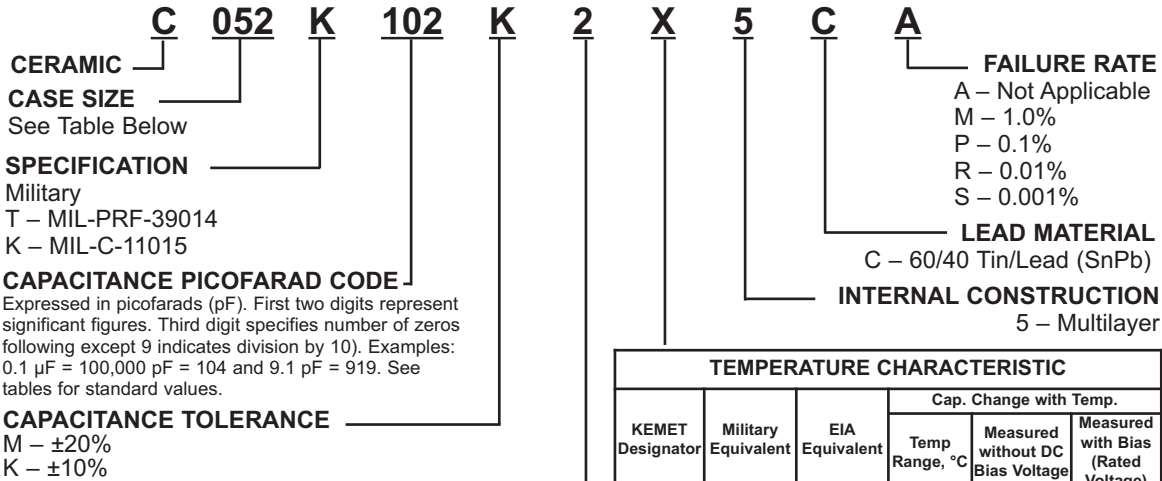 C 052 K 102 K 2 X 5 C A
CERAMIC
CASE SIZE
See Table Below
SPECIFICATION
Military
T – MIL-PRF-39014
K – MIL-C-11015
CAPACITANCE PICOFARAD CODE
Expressed in picofarads (pF). First two digits represent
significant figures. Third digit specifies number of zeros
following except 9 indicates division by 10). Examples:
0.1 μF = 100,000 pF = 104 and 9.1 pF = 919. See
tables for standard values.
CAPACITANCE TOLERANCE
M – ±20%
K – ±10%
FAILURE RATE
A – Not Applicable
M – 1.0%
P – 0.1%
R – 0.01%
S – 0.001%
LEAD MATERIAL
C – 60/40 Tin/Lead (SnPb)
INTERNAL CONSTRUCTION
5 – Multilayer
TEMPERATURE CHARACTERISTIC
Cap. Change with Temp.
KEMET
Designator
Military
Equivalent
EIA
Equivalent
Temp
Range, °C
Measured
without DC
Bias Voltage
Measured
with Bias
(Rated
Voltage)